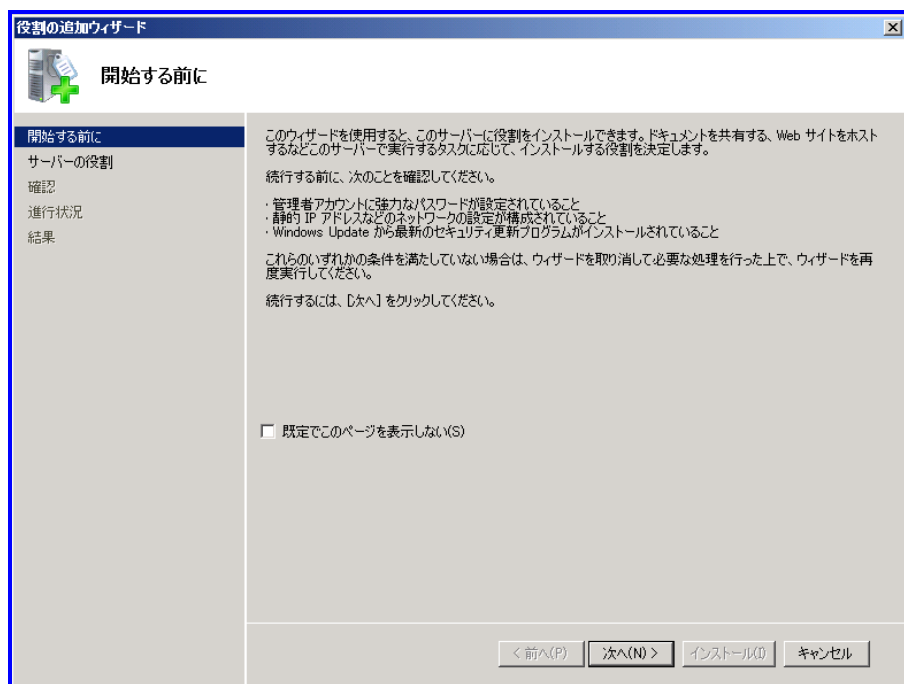 役割の追加ウィザード
開始する前に
開始する前に
サーバーの役割
確認
進行状況
結果
このウィザードを使用すると、このサーバーに役割をインストールできます。ドキュメントを共有する、Web サイトをホスト
するなどこのサーバーで実行するタスクに応じて、インストールする役割を決定します。
続行する前に、次のことを確認してください。
・管理者アカウントに強力なパスワードが設定されていること
・静的 IP アドレスなどのネットワークの設定が構成されていること
・Windows Update から最新のセキュリティ更新プログラムがインストールされていること
これらのいずれかの条件を満たしていない場合は、ウィザードを取り消して必要な処理を行った上で、ウィザードを再
度実行してください。
続行するには、[次へ] をクリックしてください。
既定でこのページを表示しない(S)
< 前へ(P)
次へ(N) >
インストール(I)
キャンセル